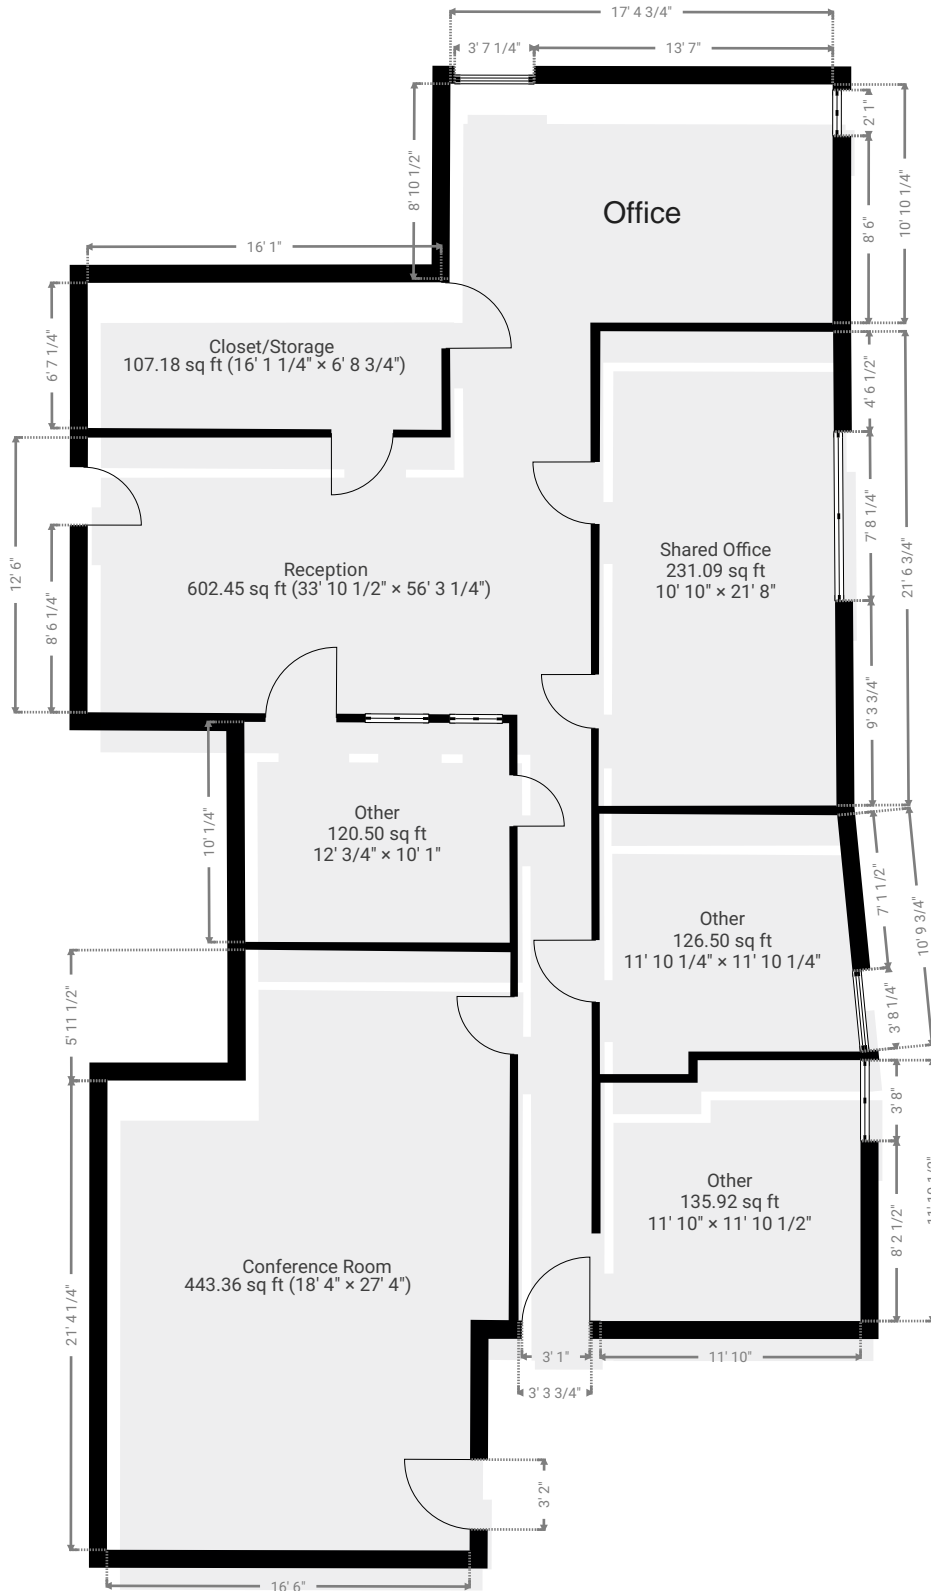 17' 4 3/4"
3' 7 1/4"
13' 7"
2' 1"
8' 10 1/2"
10' 10 1/4"
Office
8' 6"
16' 1"
6' 7 1/4"
Closet/Storage
107.18 sq ft (16' 1 1/4" × 6' 8 3/4")
4' 6 1/2"
12' 6"
7' 8 1/4"
21' 6 3/4"
Shared Office
231.09 sq ft
10' 10" × 21' 8"
Reception
602.45 sq ft (33' 10 1/2" × 56' 3 1/4")
8' 6 1/4"
9' 3 3/4"
10' 1/4"
Other
120.50 sq ft
12' 3/4" × 10' 1"
7' 1 1/2"
10' 9 3/4"
Other
126.50 sq ft
11' 10 1/4" × 11' 10 1/4"
5' 11 1/2"
3' 8 1/4"
3' 8"
Other
135.92 sq ft
11' 10" × 11' 10 1/2"
8' 2 1/2"
Conference Room
443.36 sq ft (18' 4" × 27' 4")
21' 4 1/4"
3' 1"
11' 10"
3' 3 3/4"
3' 2"
16' 6"